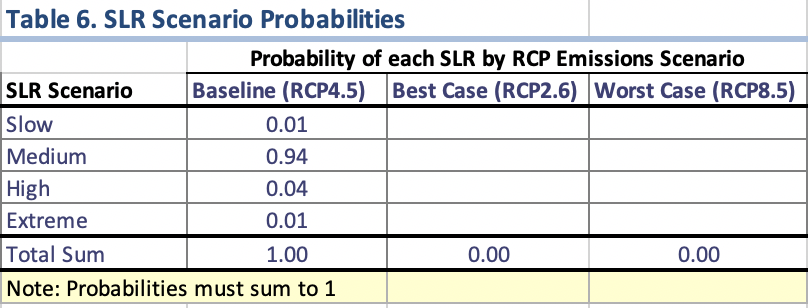 Table 6. SLR Scenario Probabilities
Probability of each SLR by RCP Emissions Scenario
SLR Scenario Baseline (RCP4.5) Best Case (RCP2.6) Worst Case (RCP8.5)
Slow 0.01
Medium 0.94
High 0.04
Extreme 0.01
Total Sum 1.00 0.00 0.00
Note: Probabilities must sum to 1